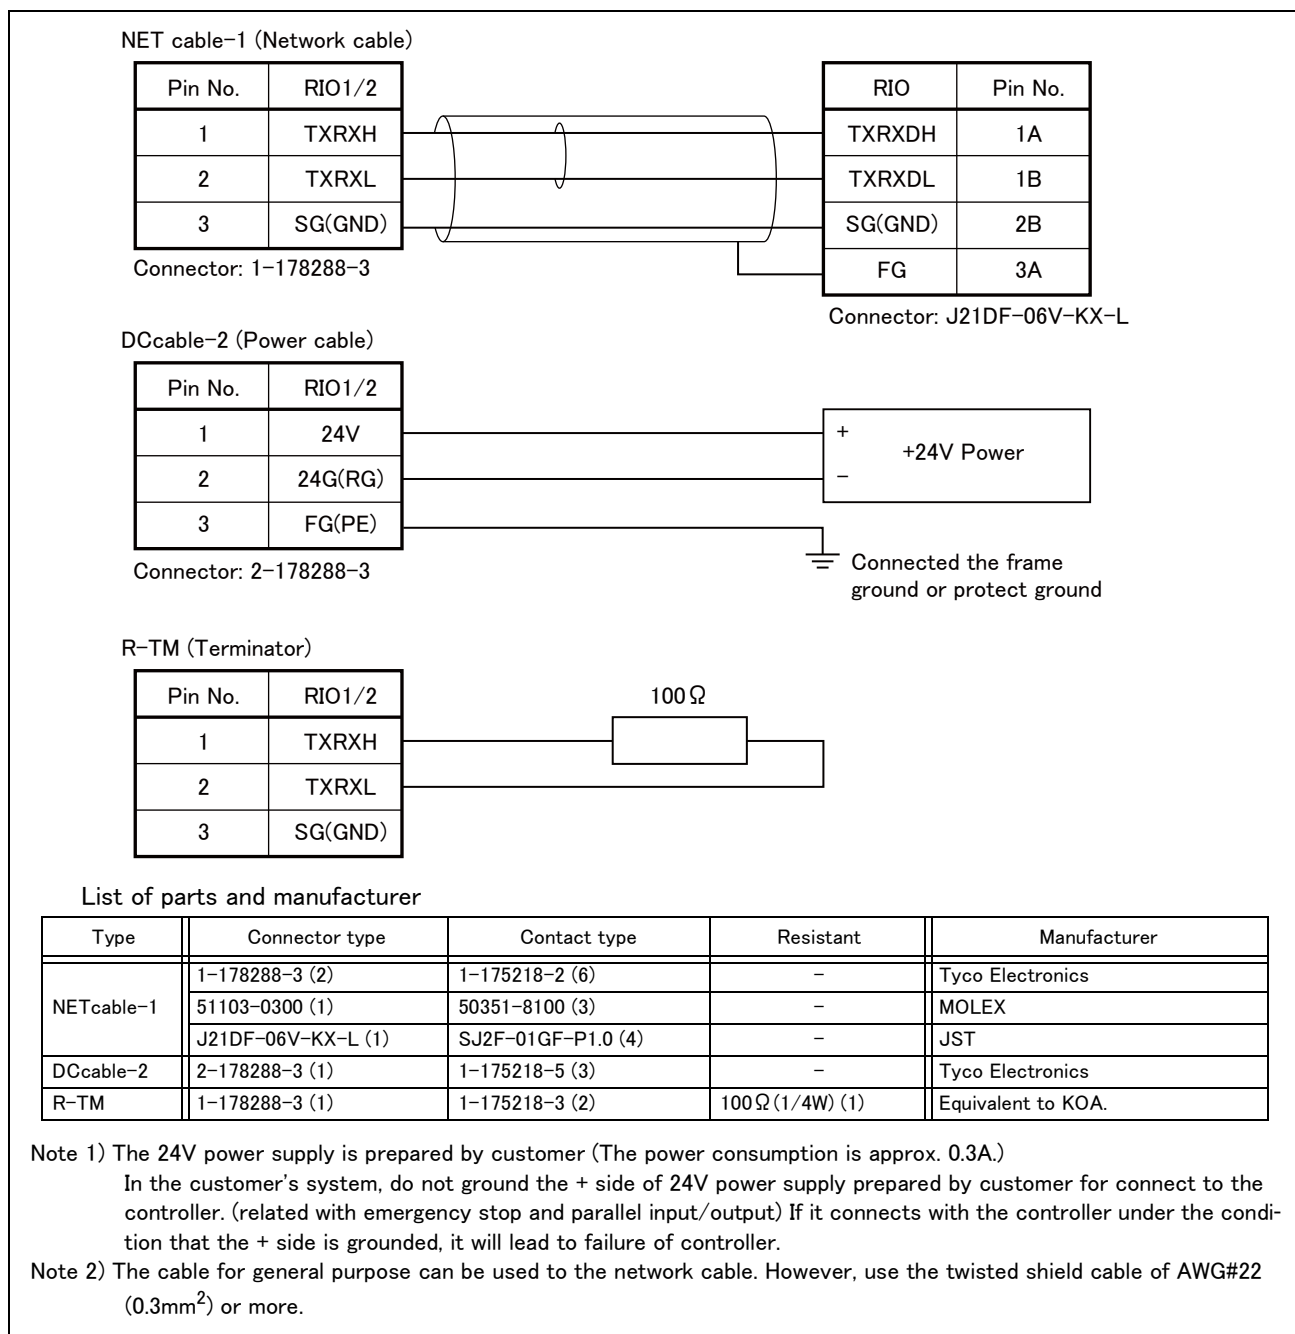 NET cable-1 (Network cable)
Pin No. RIO1/2 RIO Pin No.
1 TXRXH TXRXDH 1A
2 TXRXL TXRXDL 1B
3 SG(GND) SG(GND) 2B
FG 3A
Connector: 1-178288-3
Connector: J21DF-06V-KX-L
DCcable-2 (Power cable)
Pin No. RIO1/2
1 24V
2 24G(RG)
3 FG(PE)
+
+24V Power
-
Connector: 2-178288-3
Connected the frame
ground or protect ground
R-TM (Terminator)
Pin No. RIO1/2
100Ω
1 TXRXH
2 TXRXL
3 SG(GND)
List of parts and manufacturer
Type Connector type Contact type Resistant Manufacturer
NETcable-1 1-178288-3 (2) 1-175218-2 (6) - Tyco Electronics
51103-0300 (1) 50351-8100 (3) - MOLEX
J21DF-06V-KX-L (1) SJ2F-01GF-P1.0 (4) - JST
DCcable-2 2-178288-3 (1) 1-175218-5 (3) - Tyco Electronics
R-TM 1-178288-3 (1) 1-175218-3 (2) 100Ω(1/4W) (1) Equivalent to KOA.
Note 1) The 24V power supply is prepared by customer (The power consumption is approx. 0.3A.)
In the customer's system, do not ground the + side of 24V power supply prepared by customer for connect to the
controller. (related with emergency stop and parallel input/output) If it connects with the controller under the condi-
tion that the + side is grounded, it will lead to failure of controller.
Note 2) The cable for general purpose can be used to the network cable. However, use the twisted shield cable of AWG#22
(0.3mm²) or more.